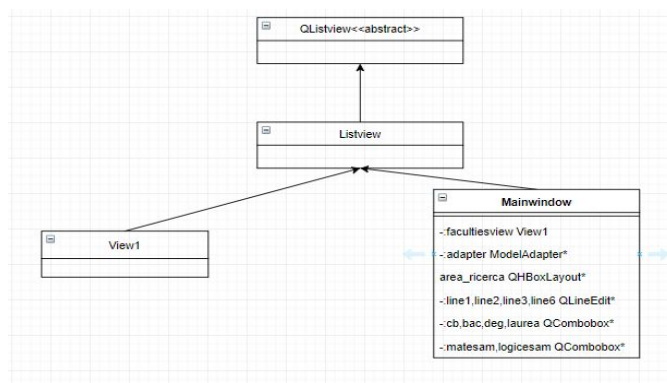 QListview<<abstract>>
Listview
View1
Mainwindow
-:facultiesview View1
-:adapter ModelAdapter*
area_ricerca QHBoxLayout*
-:line1,line2,line3,line6 QLineEdit*
-:cb,bac,deg,laurea QCombobox*
-:matesam,logicesam QCombobox*